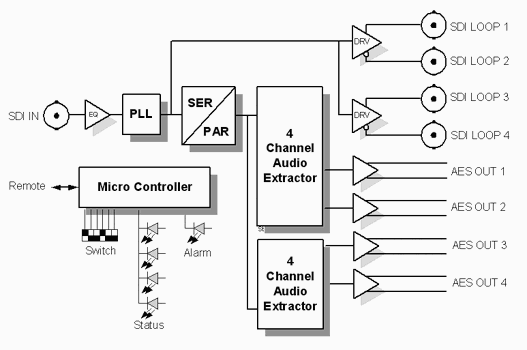 SDI IN
EQ
PLL
SER
PAR
DRV
SDI LOOP 1
SDI LOOP 2
DRV
SDI LOOP 3
SDI LOOP 4
4
Channel
Audio
Extractor
St
AES OUT 1
AES OUT 2
4
Channel
Audio
Extractor
AES OUT 3
AES OUT 4
Remote
Micro Controller
Switch
Alarm
Status